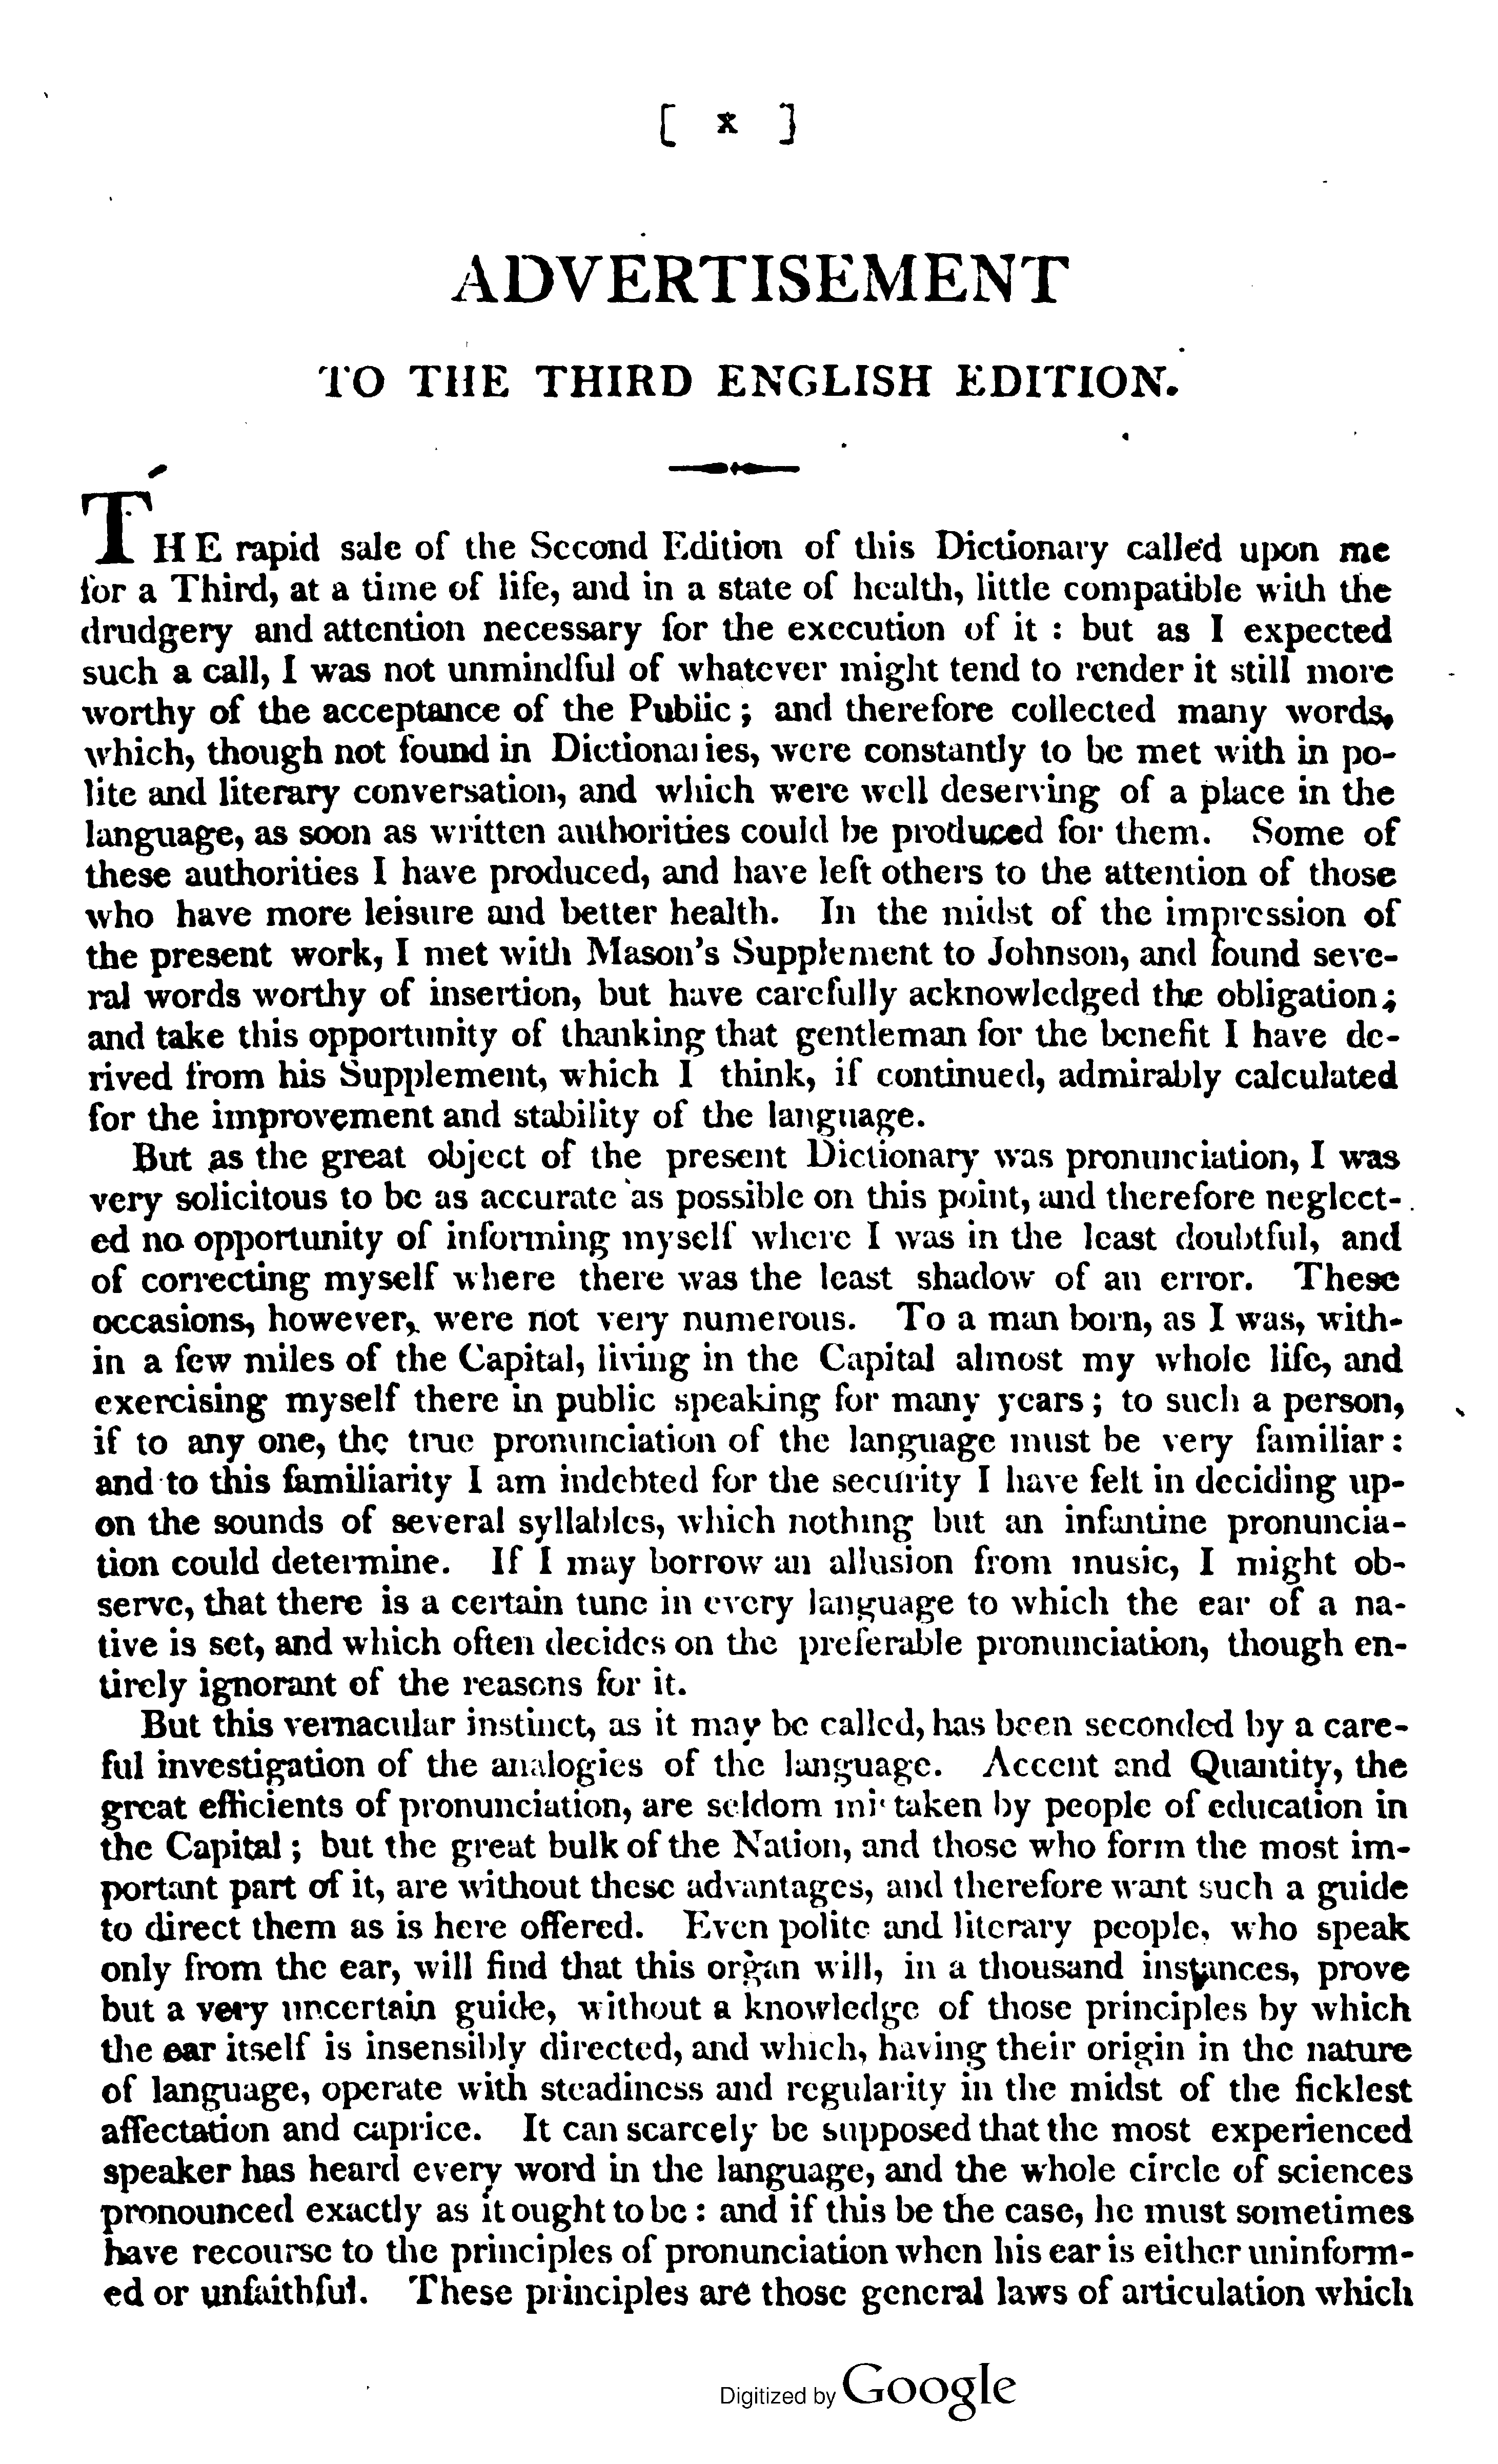 [ x ]
ADVERTISEMENT
TO THE THIRD ENGLISH EDITION.
THE rapid sale of the Second Edition of this Dictionary called upon me
for a Third, at a time of life, and in a state of health, little compatible with the
drudgery and attention necessary for the execution of it : but as I expected
such a call, I was not unmindful of whatever might tend to render it still more
worthy of the acceptance of the Public ; and therefore collected many words,
which, though not found in Dictionaries, were constantly to be met with in po-
lite and literary conversation, and which were well deserving of a place in the
language, as soon as written authorities could be produced for them. Some of
these authorities I have produced, and have left others to the attention of those
who have more leisure and better health. In the midst of the impression of
the present work, I met with Mason's Supplement to Johnson, and found seve-
ral words worthy of insertion, but have carefully acknowledged the obligation ;
and take this opportunity of thanking that gentleman for the benefit I have de-
rived from his Supplement, which I think, if continued, admirably calculated
for the improvement and stability of the language.
But as the great object of the present Dictionary was pronunciation, I was
very solicitous to be as accurate as possible on this point, and therefore neglect-
ed no opportunity of informing myself where I was in the least doubtful, and
of correcting myself where there was the least shadow of an error. These
occasions, however, were not very numerous. To a man born, as I was, with-
in a few miles of the Capital, living in the Capital almost my whole life, and
exercising myself there in public speaking for many years ; to such a person,
if to any one, the true pronunciation of the language must be very familiar :
and to this familiarity I am indebted for the security I have felt in deciding up-
on the sounds of several syllables, which nothing but an infantine pronuncia-
tion could determine. If I may borrow an allusion from music, I might ob-
serve, that there is a certain tune in every language to which the ear of a na-
tive is set, and which often decides on the preferable pronunciation, though en-
tirely ignorant of the reasons for it.
But this vernacular instinct, as it may be called, has been seconded by a care-
ful investigation of the analogies of the language. Accent and Quantity, the
great efficients of pronunciation, are seldom mistaken by people of education in
the Capital ; but the great bulk of the Nation, and those who form the most im-
portant part of it, are without these advantages, and therefore want such a guide
to direct them as is here offered. Even polite and literary people, who speak
only from the ear, will find that this organ will, in a thousand instances, prove
but a very uncertain guide, without a knowledge of those principles by which
the ear itself is insensibly directed, and which, having their origin in the nature
of language, operate with steadiness and regularity in the midst of the ficklest
affectation and caprice. It can scarcely be supposed that the most experienced
speaker has heard every word in the language, and the whole circle of sciences
pronounced exactly as it ought to be : and if this be the case, he must sometimes
have recourse to the principles of pronunciation when his ear is either uninform-
ed or unfaithful. These principles are those general laws of articulation which
Digitized by Google